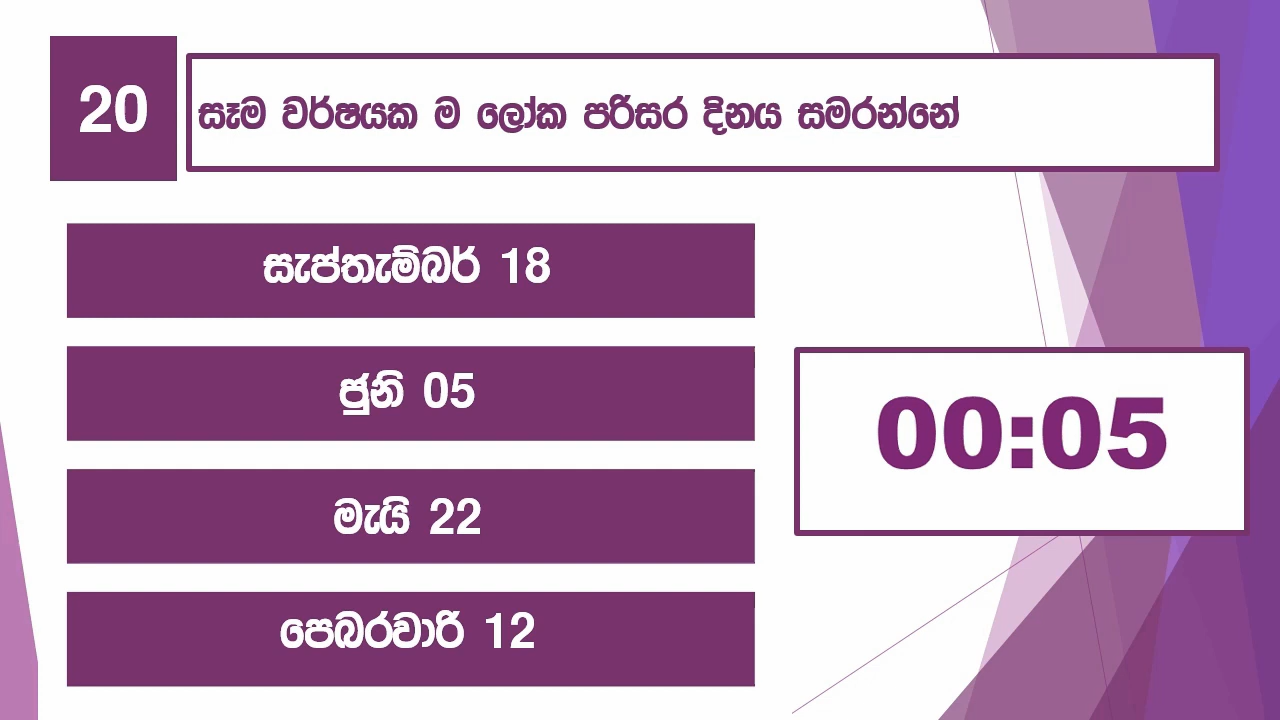 20
සෑම වර්ෂයක ම ලෝක පරිසර දිනය සමරන්නේ
සැප්තැම්බර් 18
ජුනි 05
මැයි 22
පෙබරවාරි 12
00:05